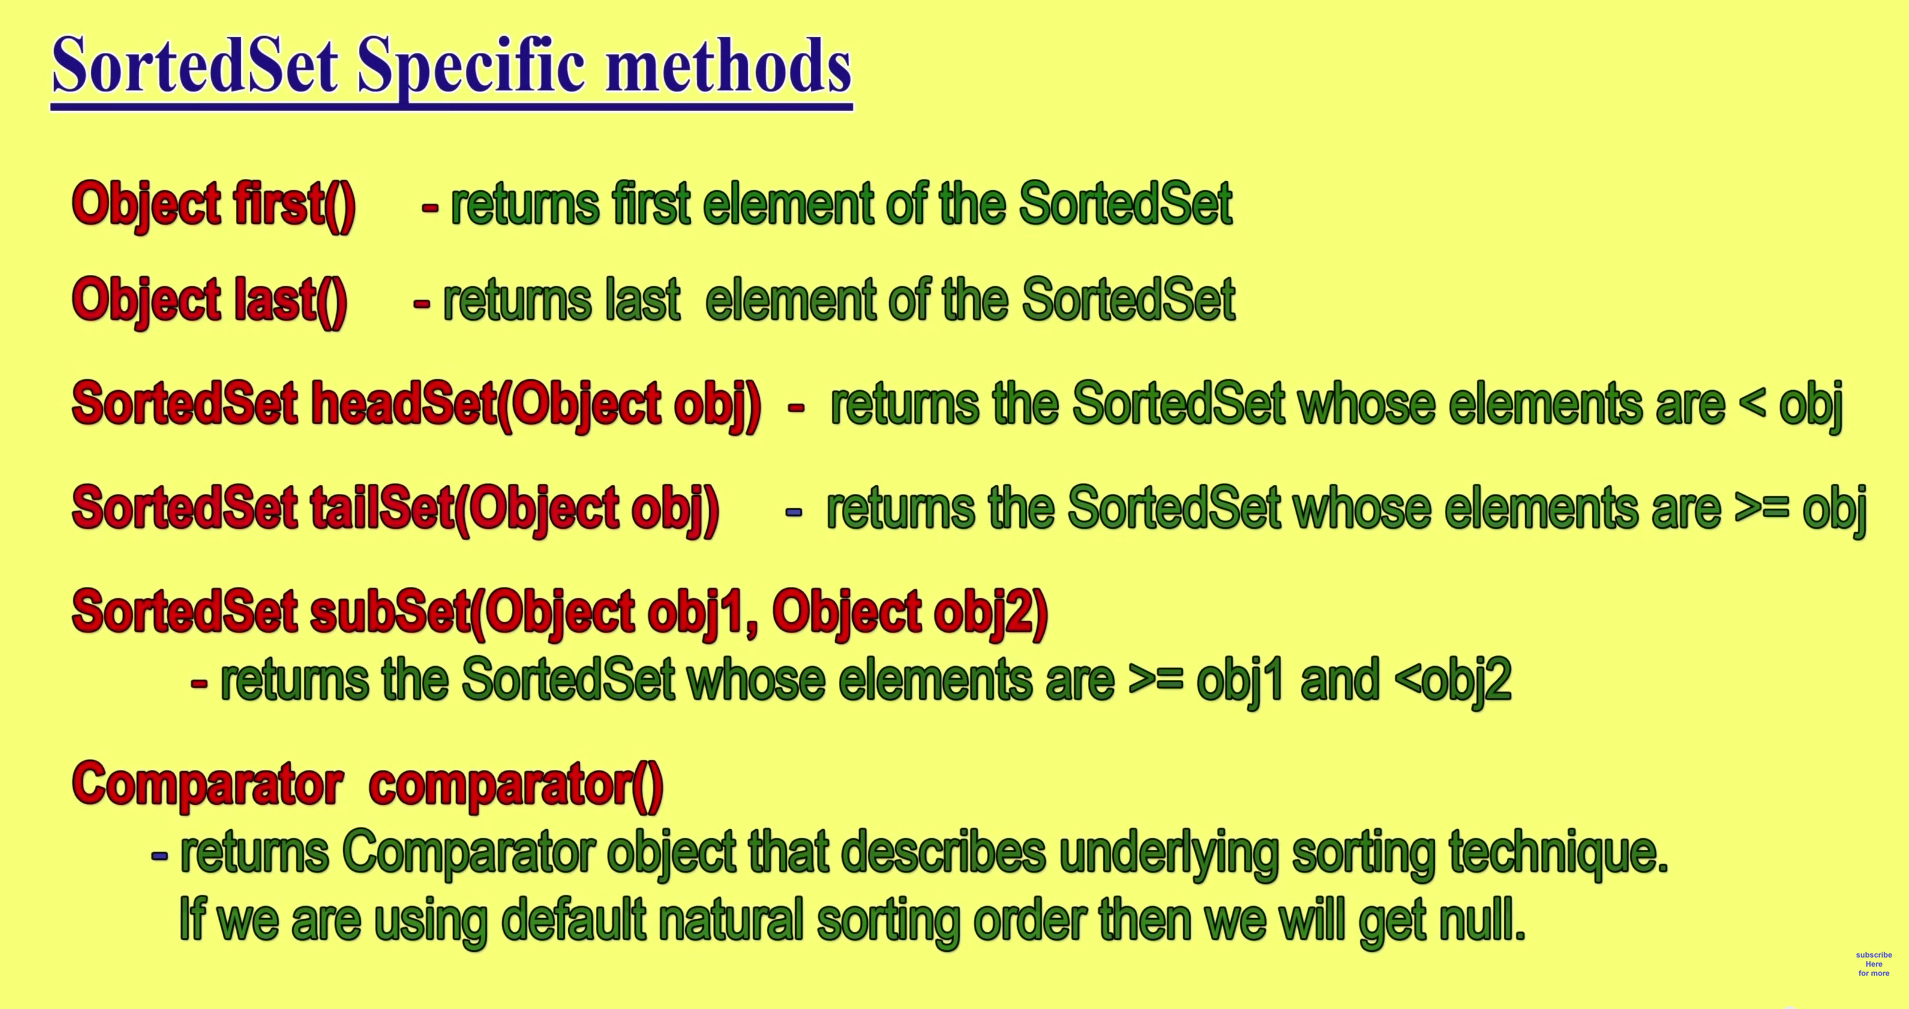 SortedSet Specific methods
Object first() - returns first element of the SortedSet
Object last() - returns last element of the SortedSet
SortedSet headSet(Object obj) - returns the SortedSet whose elements are < obj
SortedSet tailSet(Object obj) - returns the SortedSet whose elements are >= obj
SortedSet subSet(Object obj1, Object obj2)
- returns the SortedSet whose elements are >= obj1 and <obj2
Comparator comparator()
- returns Comparator object that describes underlying sorting technique.
If we are using default natural sorting order then we will get null.
subscribe
Here
for more